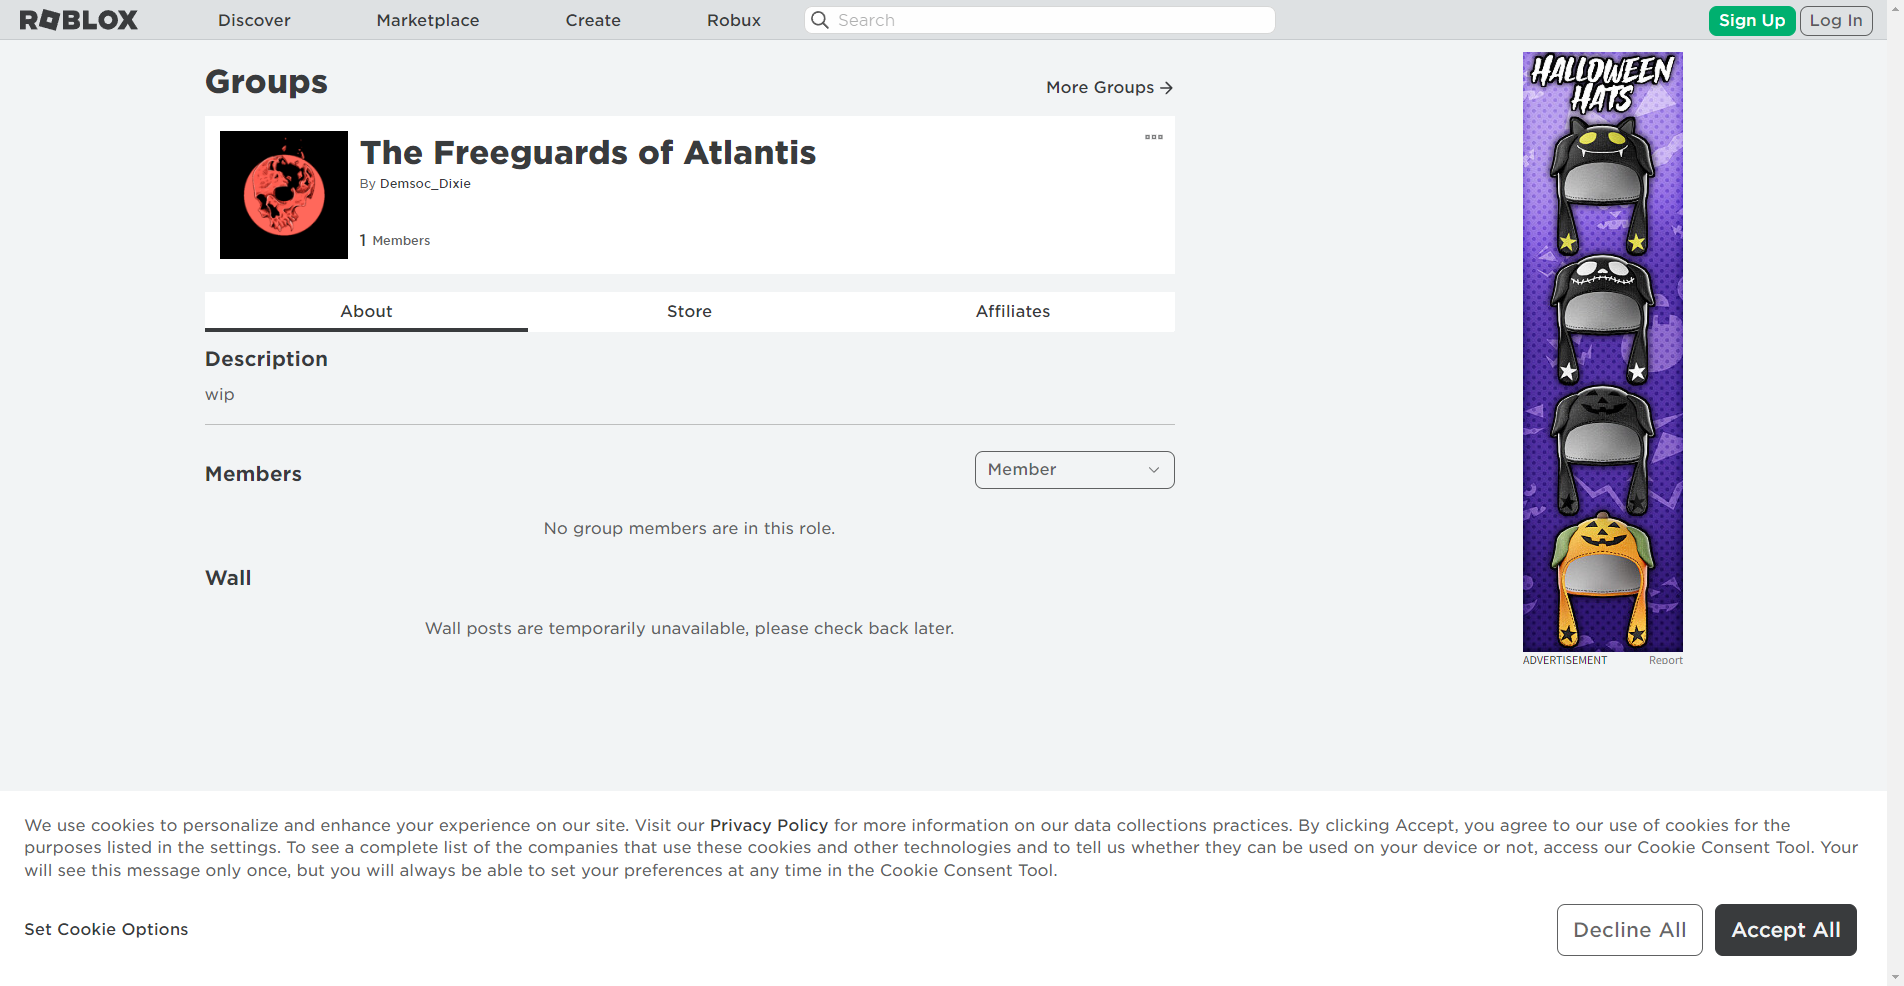 ROBLOX
Discover
Marketplace
Create
Robux
Search
Sign Up
Log In
Groups
More Groups →
The Freeguards of Atlantis
By Demsoc_Dixie
1 Members
About
Store
Affiliates
Description
wip
Members
Member
No group members are in this role.
Wall
Wall posts are temporarily unavailable, please check back later.
HALLOWEEN
HATS
ADVERTISEMENT
Report
We use cookies to personalize and enhance your experience on our site. Visit our Privacy Policy for more information on our data collections practices. By clicking Accept, you agree to our use of cookies for the
purposes listed in the settings. To see a complete list of the companies that use these cookies and other technologies and to tell us whether they can be used on your device or not, access our Cookie Consent Tool. Your
will see this message only once, but you will always be able to set your preferences at any time in the Cookie Consent Tool.
Set Cookie Options
Decline All
Accept All